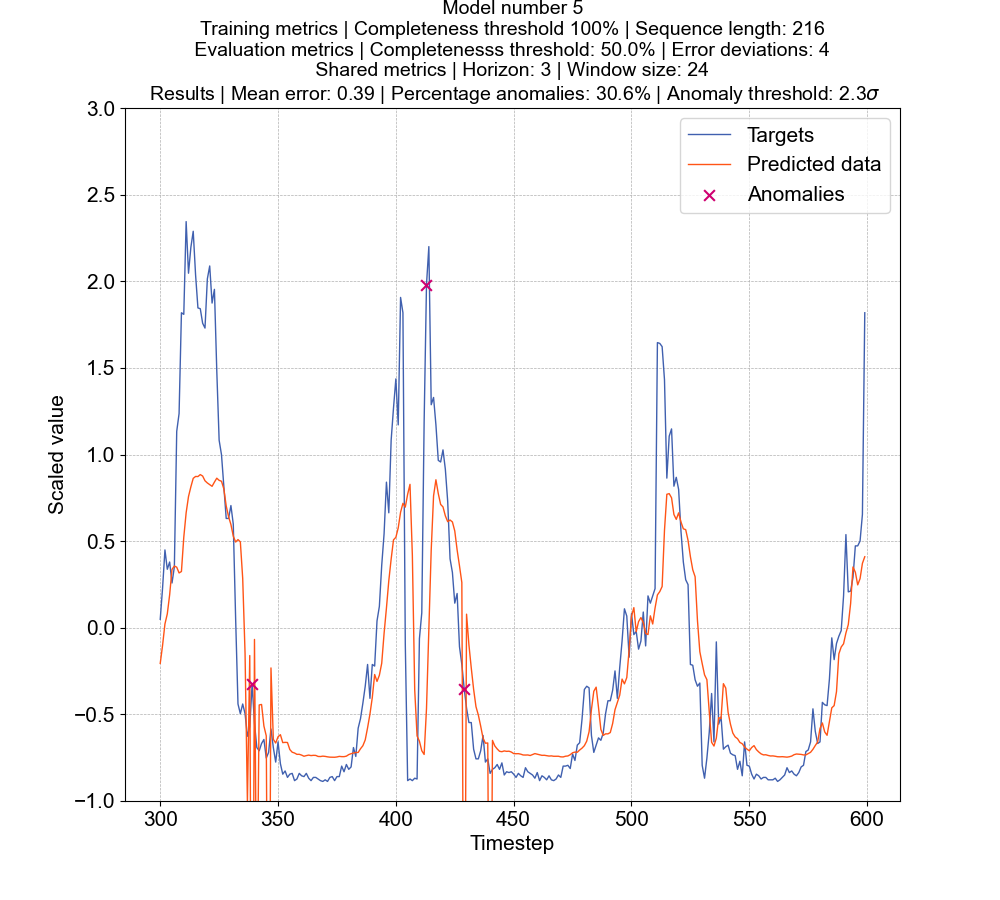 Model number 5
Training metrics | Completeness threshold 100% | Sequence length: 216
Evaluation metrics | Completenesss threshold: 50.0% | Error deviations: 4
Shared metrics | Horizon: 3 | Window size: 24
Results | Mean error: 0.39 | Percentage anomalies: 30.6% | Anomaly threshold: 2.3σ
Targets
Predicted data
Anomalies
Scaled value
3.0
2.5
2.0
1.5
1.0
0.5
0.0
−0.5
−1.0
300 350 400 450 500 550 600
Timestep